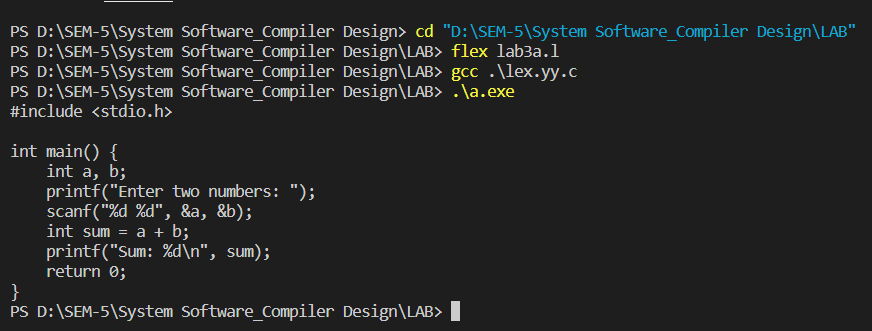 PS D:\SEM-5\System Software_Compiler Design> cd "D:\SEM-5\System Software_Compiler Design\LAB"
PS D:\SEM-5\System Software_Compiler Design\LAB> flex lab3a.l
PS D:\SEM-5\System Software_Compiler Design\LAB> gcc .\lex.yy.c
PS D:\SEM-5\System Software_Compiler Design\LAB> .\a.exe
#include <stdio.h>

int main() {
    int a, b;
    printf("Enter two numbers: ");
    scanf("%d %d", &a, &b);
    int sum = a + b;
    printf("Sum: %d\n", sum);
    return 0;
}
PS D:\SEM-5\System Software_Compiler Design\LAB>